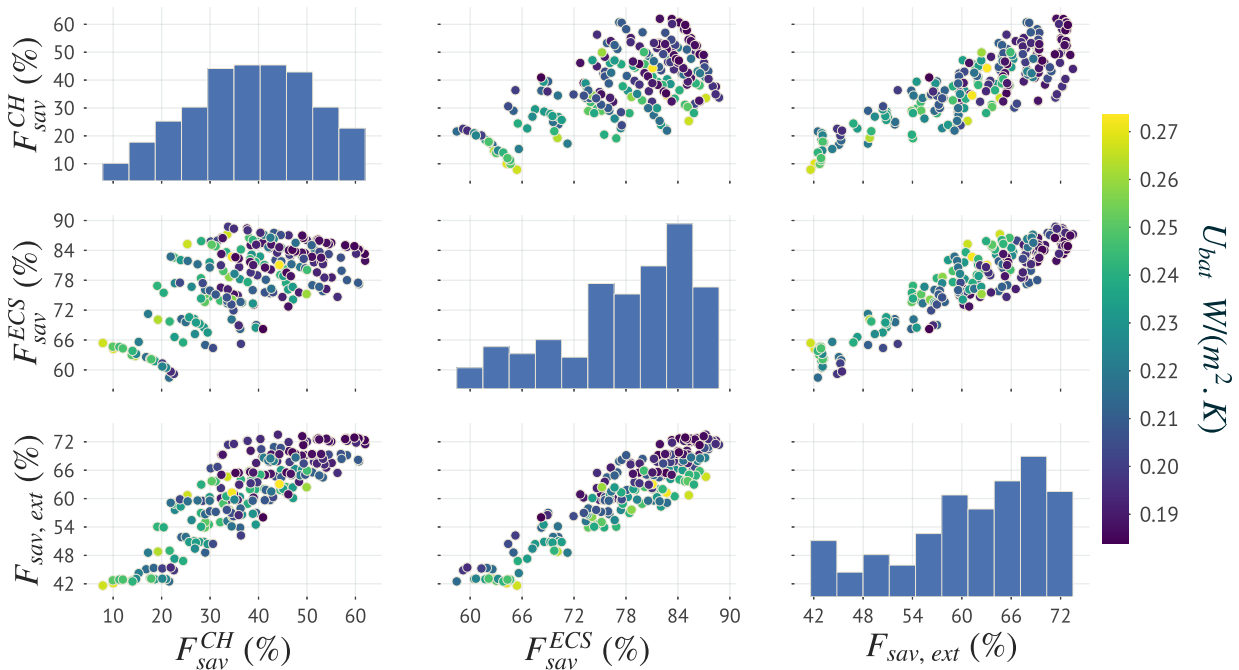 F_sav^CH (%)
60
50
40
30
20
10
F_sav^ECS (%)
90
84
78
72
66
60
F_sav, ext (%)
72
66
60
54
48
42
10 20 30 40 50 60
60 66 72 78 84 90
42 48 54 60 66 72
F_sav^CH (%)
F_sav^ECS (%)
F_sav, ext (%)
0.27
0.26
0.25
0.24
0.23
0.22
0.21
0.20
0.19
U_bat W/(m².K)